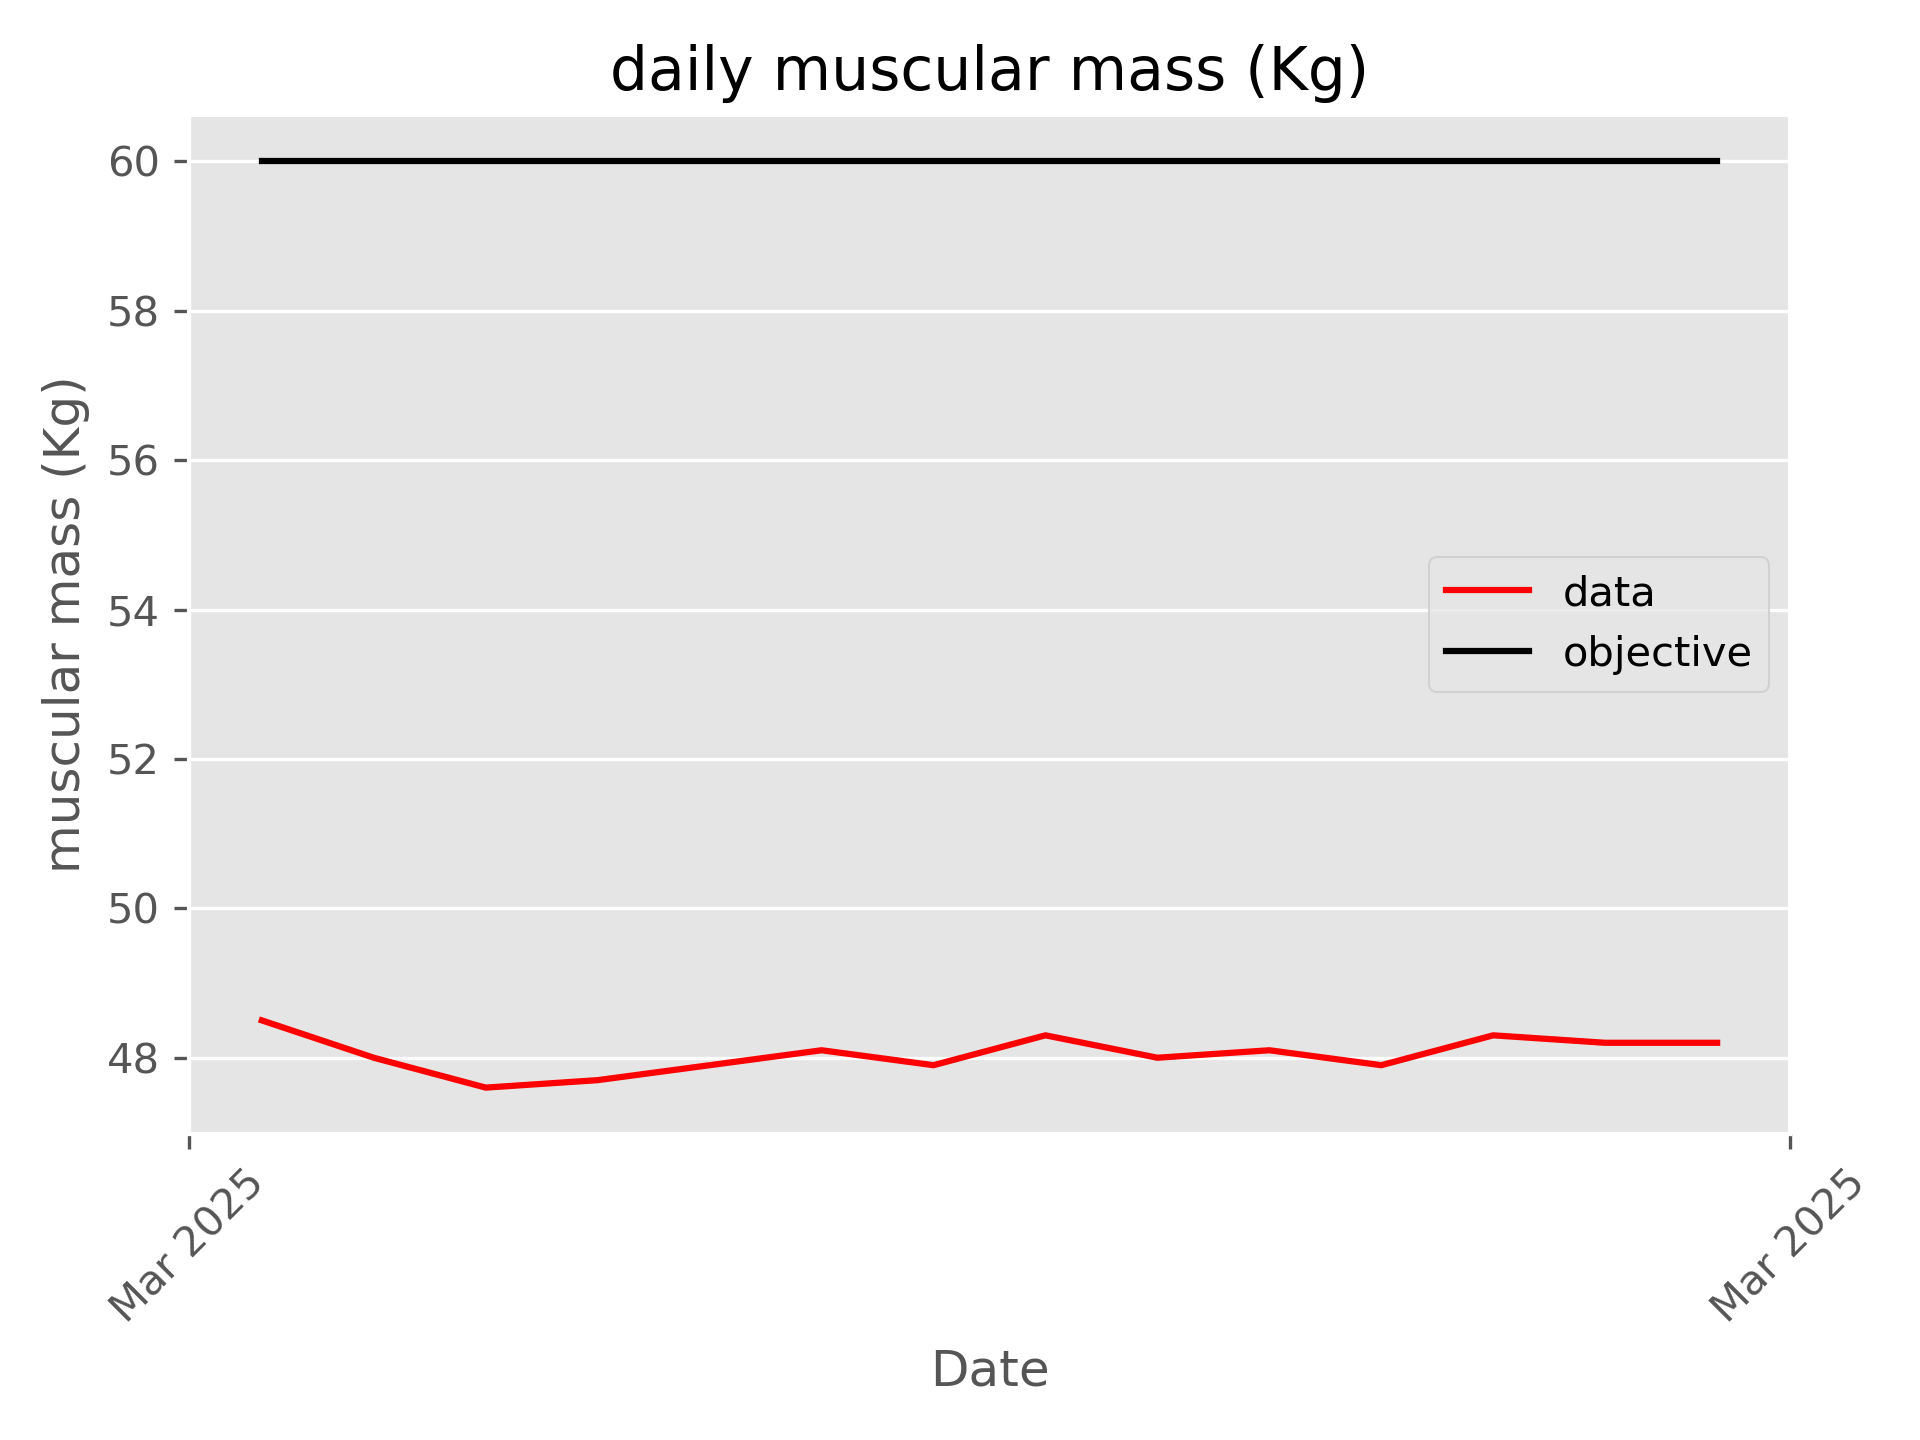 daily muscular mass (Kg)
muscular mass (Kg)
60
58
56
54
52
50
48
data
objective
Mar 2025
Mar 2025
Date